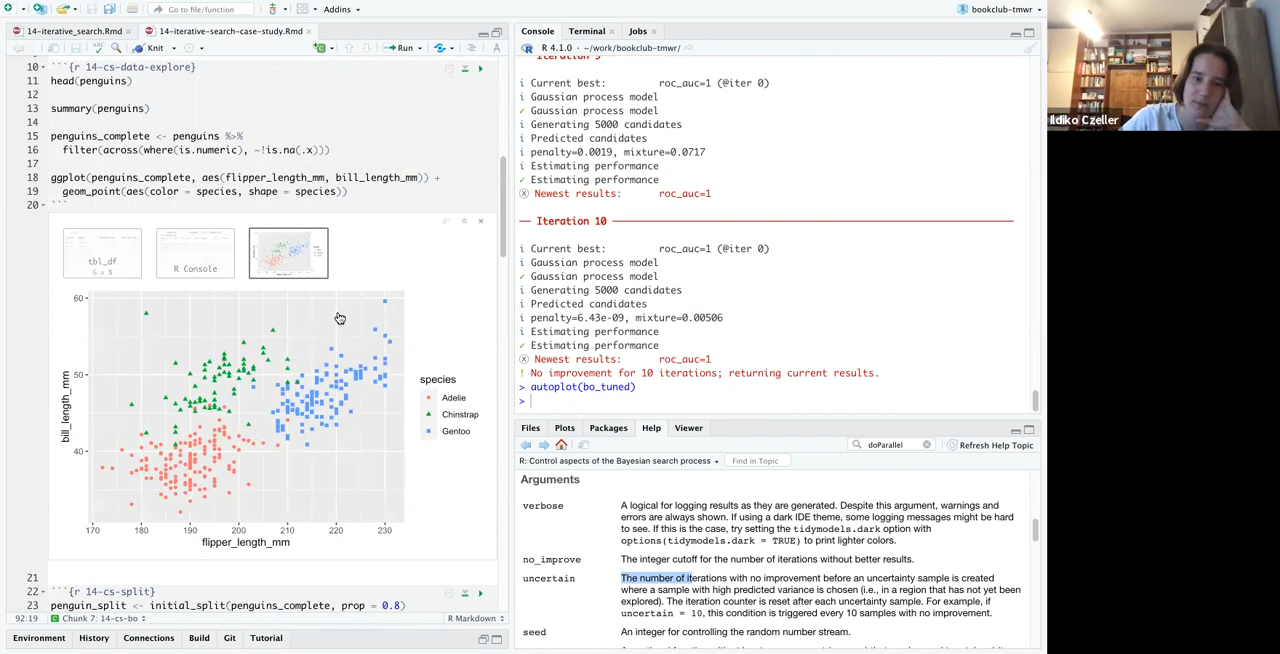 Go to file/function
Addins
bookclub-tmwr
14-iterative_search.Rmd
14-iterative-search-case-study.Rmd
Knit
Run
10 ```{r 14-cs-data-explore}
11 head(penguins)
12
13 summary(penguins)
14
15 penguins_complete <- penguins %>%
16 filter(across(where(is.numeric), ~!is.na(.x)))
17
18 ggplot(penguins_complete, aes(flipper_length_mm, bill_length_mm)) +
19 geom_point(aes(color = species, shape = species))
20 ```
tbl_df
6 x 8
R Console
60
50
40
bill_length_mm
170 180 190 200 210 220 230
flipper_length_mm
species
Adelie
Chinstrap
Gentoo
21
22 ```{r 14-cs-split}
23 penguin_split <- initial_split(penguins_complete, prop = 0.8)
92:19 Chunk 7: 14-cs-bo R Markdown
Environment History Connections Build Git Tutorial
Console Terminal Jobs
R 4.1.0 · ~/work/bookclub-tmwr/
i Current best: roc_auc=1 (@iter 0)
i Gaussian process model
✓ Gaussian process model
i Generating 5000 candidates
i Predicted candidates
i penalty=0.0019, mixture=0.0717
i Estimating performance
✓ Estimating performance
ⓧ Newest results: roc_auc=1
── Iteration 10 ──
i Current best: roc_auc=1 (@iter 0)
i Gaussian process model
✓ Gaussian process model
i Generating 5000 candidates
i Predicted candidates
i penalty=6.43e-09, mixture=0.00506
i Estimating performance
✓ Estimating performance
ⓧ Newest results: roc_auc=1
! No improvement for 10 iterations; returning current results.
> autoplot(bo_tuned)
>
Files Plots Packages Help Viewer
doParallel
Refresh Help Topic
R: Control aspects of the Bayesian search process
Find in Topic
Arguments
verbose A logical for logging results as they are generated. Despite this argument, warnings and
errors are always shown. If using a dark IDE theme, some logging messages might be hard
to see. If this is the case, try setting the tidymodels.dark option with
options(tidymodels.dark = TRUE) to print lighter colors.
no_improve The integer cutoff for the number of iterations without better results.
uncertain The number of iterations with no improvement before an uncertainty sample is created
where a sample with high predicted variance is chosen (i.e., in a region that has not yet been
explored). The iteration counter is reset after each uncertainty sample. For example, if
uncertain = 10, this condition is triggered every 10 samples with no improvement.
seed An integer for controlling the random number stream.
Ildiko Czeller